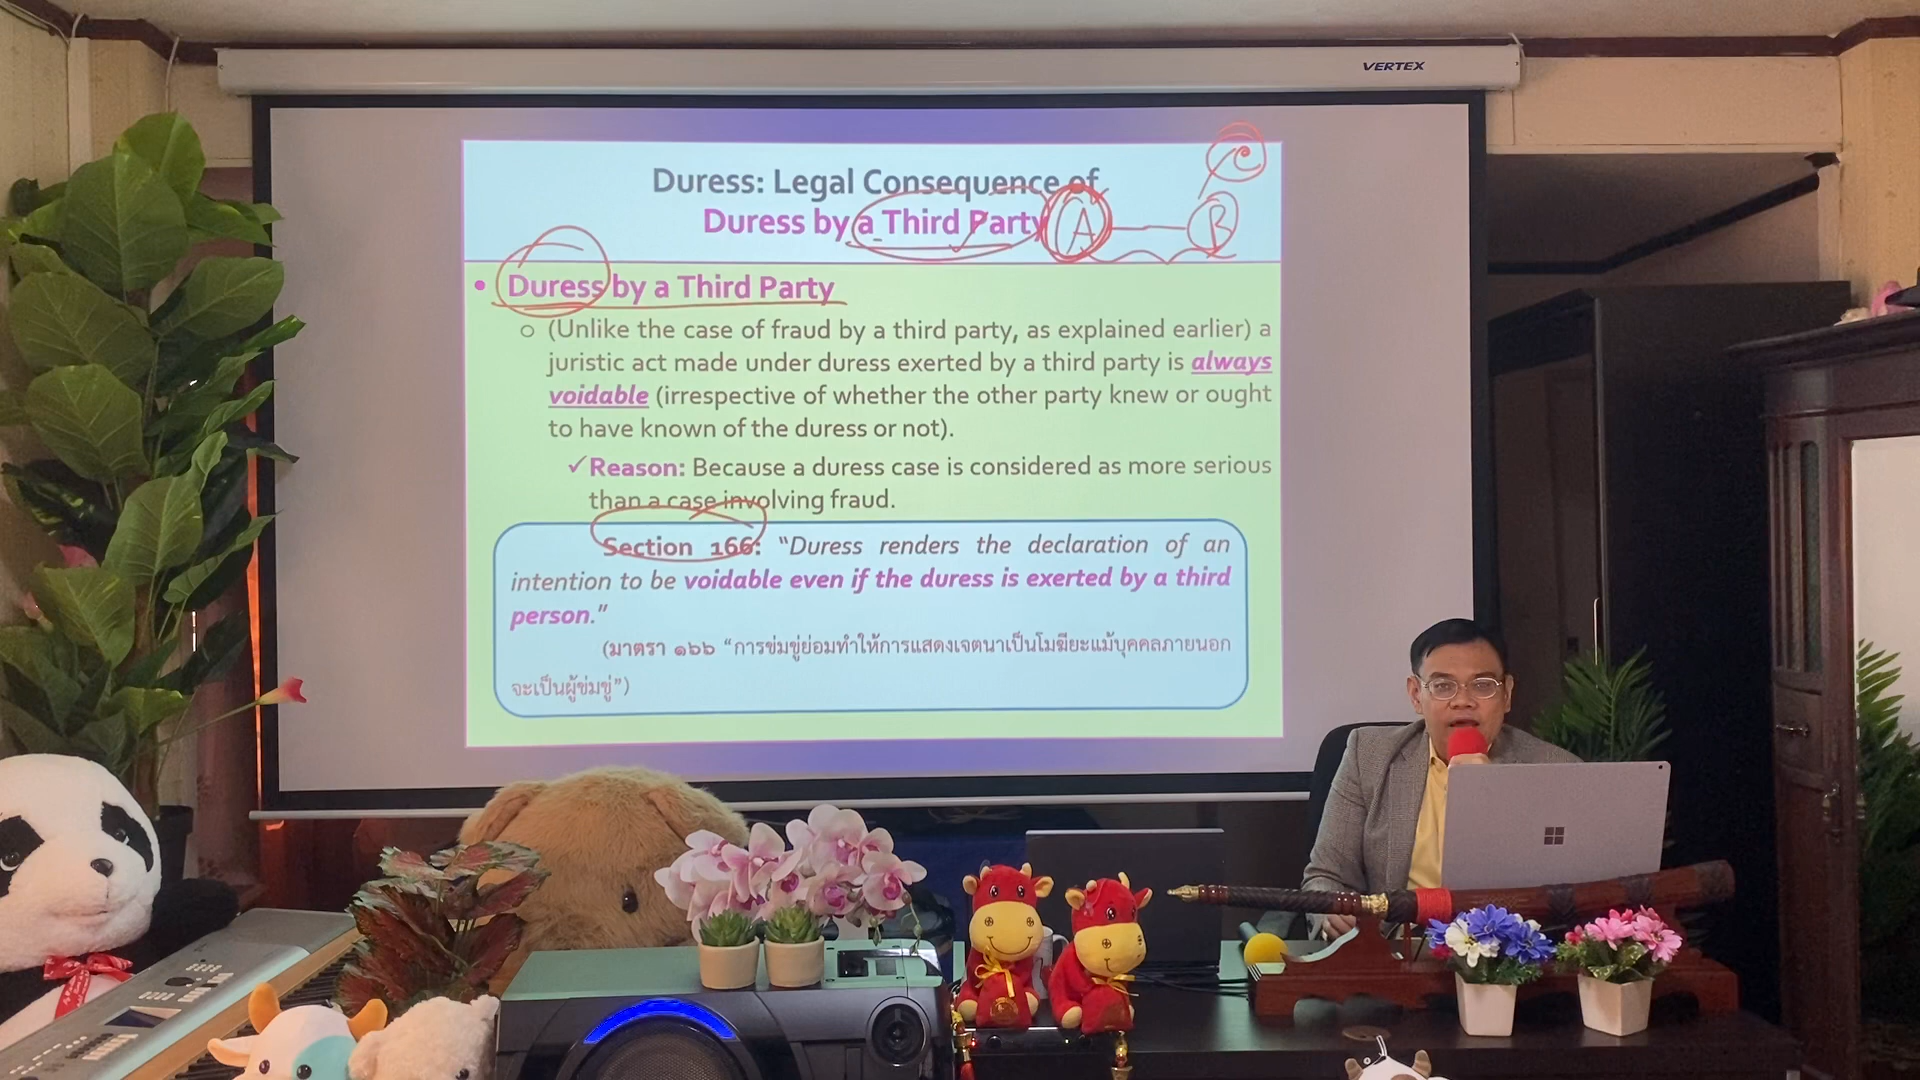 VERTEX
Duress: Legal Consequence of
Duress by a Third Party
A
B
C
• Duress by a Third Party
o (Unlike the case of fraud by a third party, as explained earlier) a
juristic act made under duress exerted by a third party is always
voidable (irrespective of whether the other party knew or ought
to have known of the duress or not).
✓Reason: Because a duress case is considered as more serious
than a case involving fraud.
Section 166: “Duress renders the declaration of an
intention to be voidable even if the duress is exerted by a third
person.”
(มาตรา ๑๖๖ “การข่มขู่ย่อมทำให้การแสดงเจตนาเป็นโมฆียะแม้บุคคลภายนอก
จะเป็นผู้ข่มขู่”)